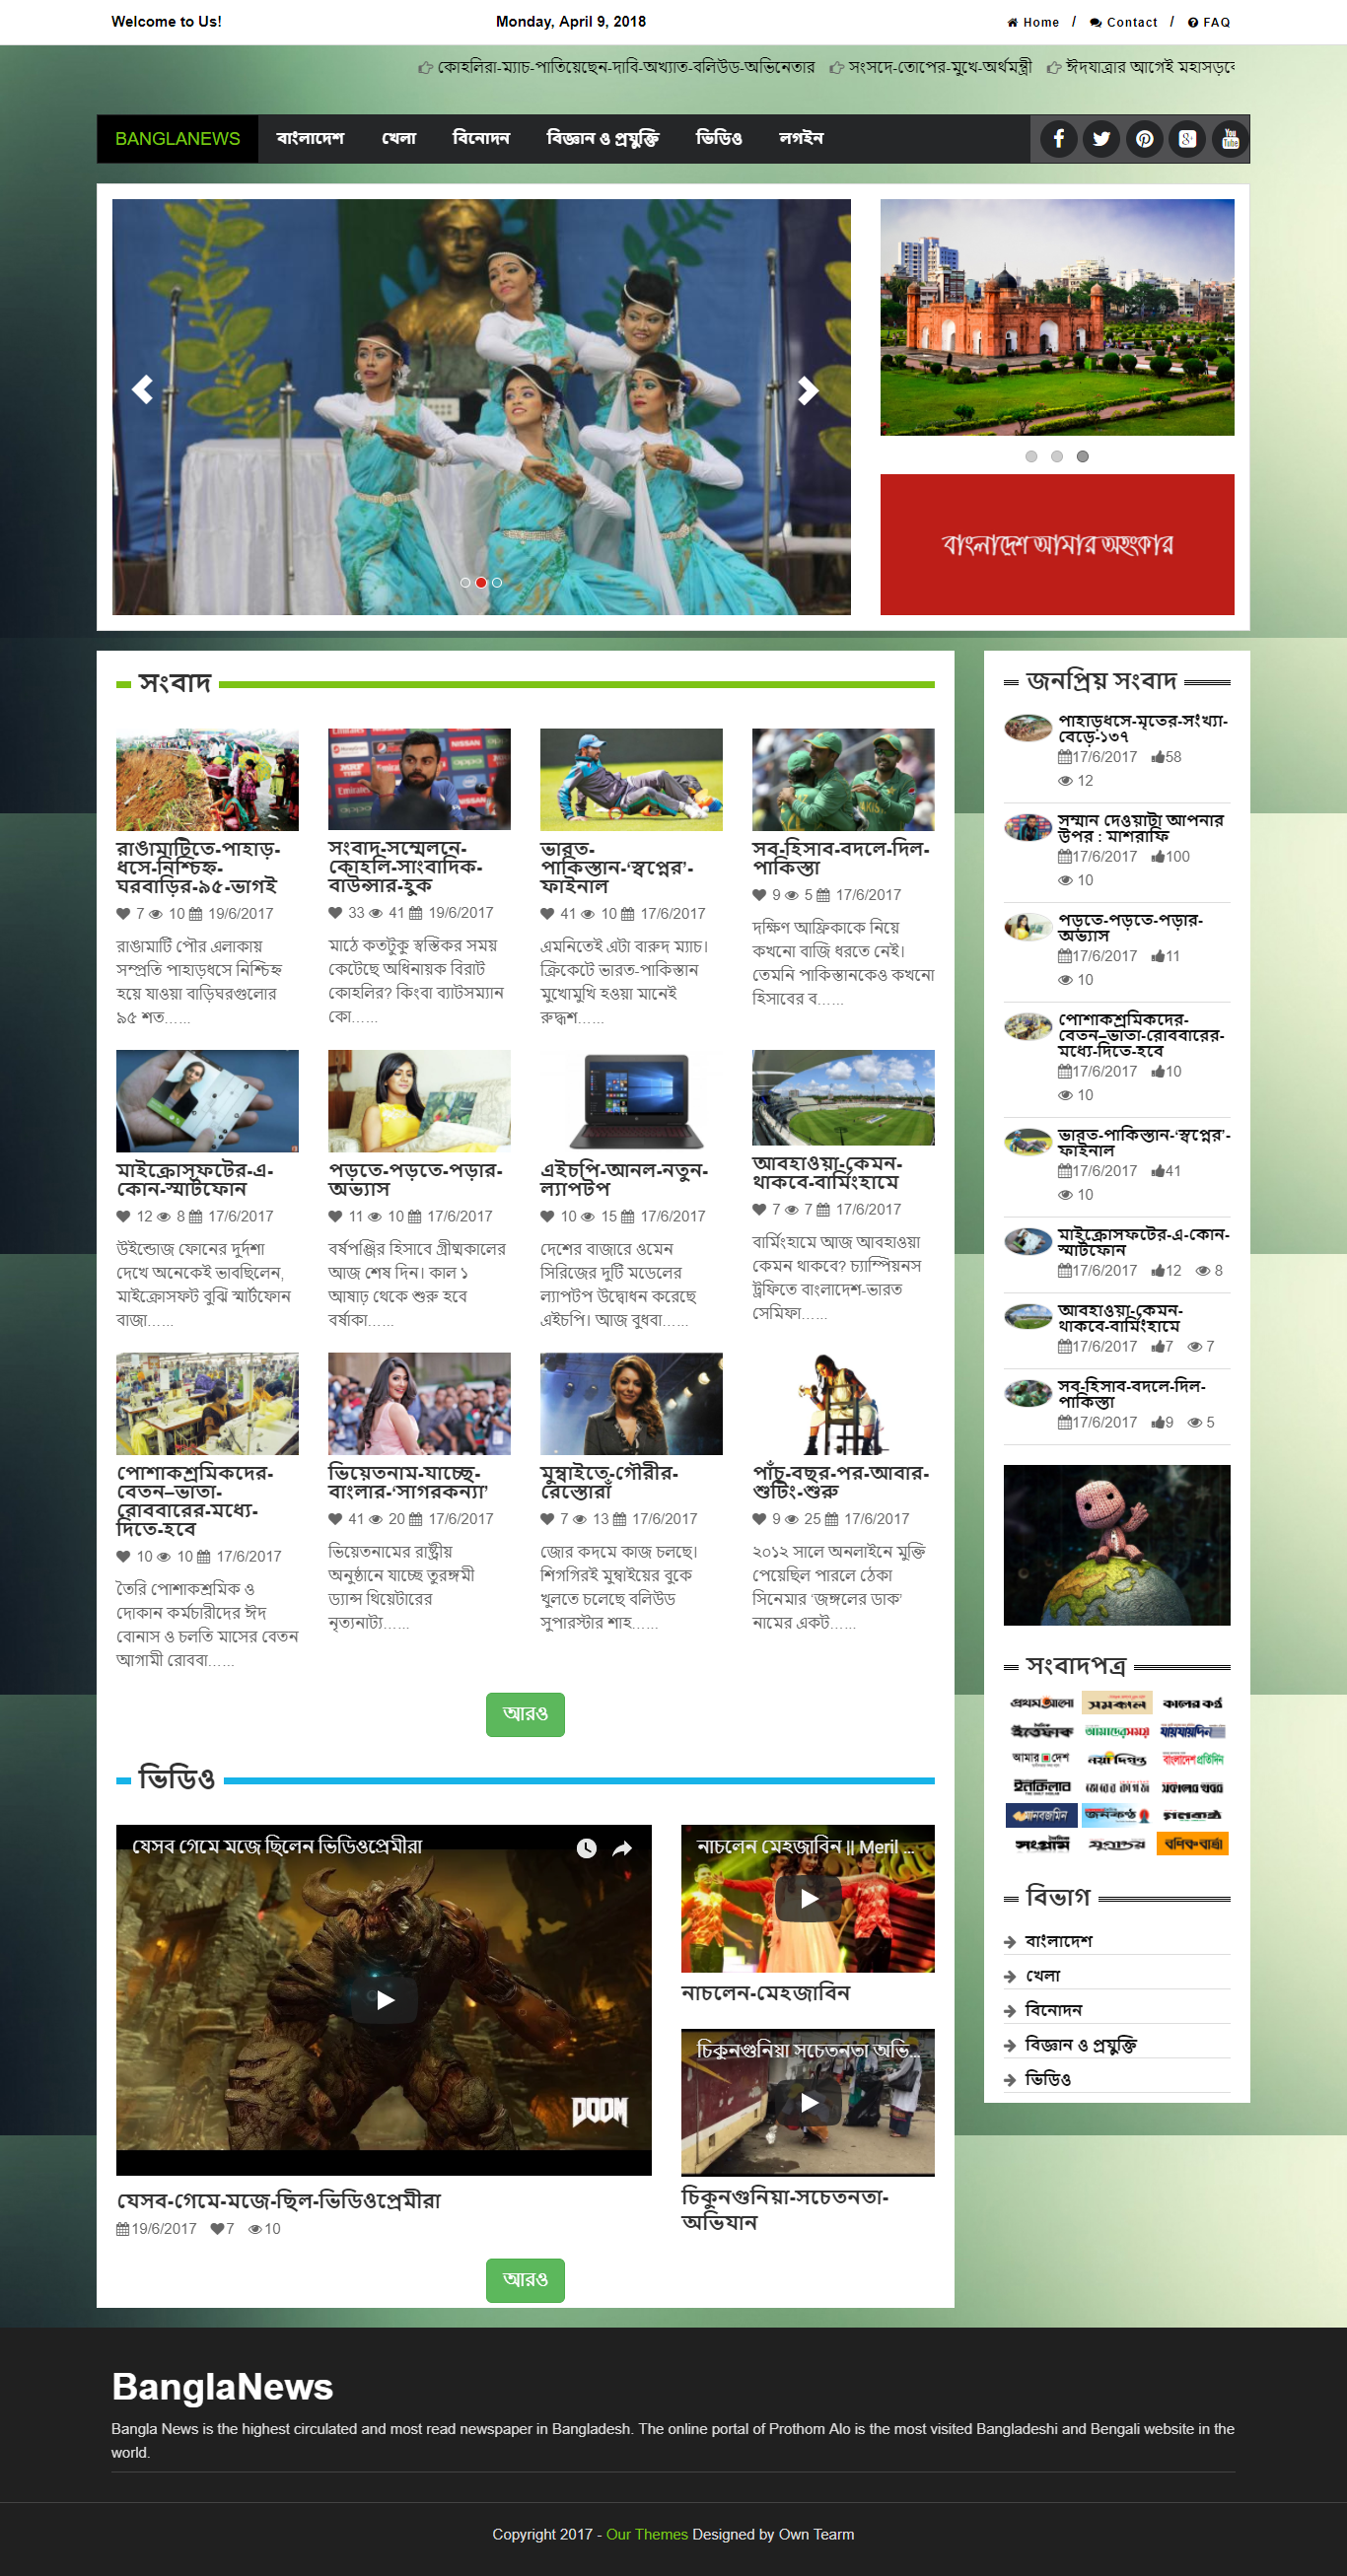 Welcome to Us!
Monday, April 9, 2018
Home / Contact / FAQ
কোহলিরা-ম্যাচ-পাতিয়েছেন-দাবি-অখ্যাত-বলিউড-অভিনেতার সংসদে-তোপের-মুখে-অর্থমন্ত্রী ঈদযাত্রার আগেই মহাসড়কে
BANGLANEWS বাংলাদেশ খেলা বিনোদন বিজ্ঞান ও প্রযুক্তি ভিডিও লগইন
You
Tube
বাংলাদেশ আমার অহংকার
সংবাদ
রাঙামাটিতে-পাহাড়-
ধসে-নিশ্চিহ্ন-
ঘরবাড়ির-৯৫-ভাগই
7 10 19/6/2017
রাঙামাটি পৌর এলাকায়
সম্প্রতি পাহাড়ধসে নিশ্চিহ্ন
হয়ে যাওয়া বাড়িঘরগুলোর
৯৫ শত......
সংবাদ-সম্মেলনে-
কোহলি-সাংবাদিক-
বাউন্সার-হুক
33 41 19/6/2017
মাঠে কতটুকু স্বস্তিকর সময়
কেটেছে অধিনায়ক বিরাট
কোহলির? কিংবা ব্যাটসম্যান
কো......
ভারত-
পাকিস্তান-‘স্বপ্নের’-
ফাইনাল
41 10 17/6/2017
এমনিতেই এটা বারুদ ম্যাচ।
ক্রিকেটে ভারত-পাকিস্তান
মুখোমুখি হওয়া মানেই
রুদ্ধশ......
সব-হিসাব-বদলে-দিল-
পাকিস্তা
9 5 17/6/2017
দক্ষিণ আফ্রিকাকে নিয়ে
কখনো বাজি ধরতে নেই।
তেমনি পাকিস্তানকেও কখনো
হিসাবের ব......
মাইক্রোসফটের-এ-
কোন-স্মার্টফোন
12 8 17/6/2017
উইন্ডোজ ফোনের দুর্দশা
দেখে অনেকেই ভাবছিলেন,
মাইক্রোসফট বুঝি স্মার্টফোন
বাজা......
পড়তে-পড়তে-পড়ার-
অভ্যাস
11 10 17/6/2017
বর্ষপঞ্জির হিসাবে গ্রীষ্মকালের
আজ শেষ দিন। কাল ১
আষাঢ় থেকে শুরু হবে
বর্ষাকা......
এইচপি-আনল-নতুন-
ল্যাপটপ
10 15 17/6/2017
দেশের বাজারে ওমেন
সিরিজের দুটি মডেলের
ল্যাপটপ উদ্বোধন করেছে
এইচপি। আজ বুধবা......
আবহাওয়া-কেমন-
থাকবে-বার্মিংহামে
7 7 17/6/2017
বার্মিংহামে আজ আবহাওয়া
কেমন থাকবে? চ্যাম্পিয়নস
ট্রফিতে বাংলাদেশ-ভারত
সেমিফা......
পোশাকশ্রমিকদের-
বেতন–ভাতা-
রোববারের-মধ্যে-
দিতে-হবে
10 10 17/6/2017
তৈরি পোশাকশ্রমিক ও
দোকান কর্মচারীদের ঈদ
বোনাস ও চলতি মাসের বেতন
আগামী রোববা......
ভিয়েতনাম-যাচ্ছে-
বাংলার-‘সাগরকন্যা’
41 20 17/6/2017
ভিয়েতনামের রাষ্ট্রীয়
অনুষ্ঠানে যাচ্ছে তুরঙ্গমী
ড্যান্স থিয়েটারের
নৃত্যনাট্য......
মুম্বাইতে-গৌরীর-
রেস্তোরাঁ
7 13 17/6/2017
জোর কদমে কাজ চলছে।
শিগগিরই মুম্বাইয়ের বুকে
খুলতে চলেছে বলিউড
সুপারস্টার শাহ......
পাঁচ-বছর-পর-আবার-
শুটিং-শুরু
9 25 17/6/2017
২০১২ সালে অনলাইনে মুক্তি
পেয়েছিল পারলে ঠেকা
সিনেমার ‘জঙ্গলের ডাক’
নামের একট......
আরও
ভিডিও
যেসব গেমে মজে ছিলেন ভিডিওপ্রেমীরা
DOOM
যেসব-গেমে-মজে-ছিল-ভিডিওপ্রেমীরা
19/6/2017 7 10
নাচলেন মেহজাবিন || Meril ...
নাচলেন-মেহজাবিন
চিকুনগুনিয়া সচেতনতা অভি...
চিকুনগুনিয়া-সচেতনতা-
অভিযান
আরও
জনপ্রিয় সংবাদ
পাহাড়ধসে-মৃতের-সংখ্যা-
বেড়ে-১৩৭
17/6/2017 58
12
সম্মান দেওয়াটা আপনার
উপর : মাশরাফি
17/6/2017 100
10
পড়তে-পড়তে-পড়ার-
অভ্যাস
17/6/2017 11
10
পোশাকশ্রমিকদের-
বেতন–ভাতা-রোববারের-
মধ্যে-দিতে-হবে
17/6/2017 10
10
ভারত-পাকিস্তান-‘স্বপ্নের’-
ফাইনাল
17/6/2017 41
10
মাইক্রোসফটের-এ-কোন-
স্মার্টফোন
17/6/2017 12 8
আবহাওয়া-কেমন-
থাকবে-বার্মিংহামে
17/6/2017 7 7
সব-হিসাব-বদলে-দিল-
পাকিস্তা
17/6/2017 9 5
সংবাদপত্র
প্রথম আলো সমকাল কালের কণ্ঠ
ইত্তেফাক আমাদের সময় যায়যায়দিন
আমার দেশ নয়া দিগন্ত বাংলাদেশ প্রতিদিন
ইনকিলাব ভোরের কাগজ সকালের খবর
মানবজমিন জনকণ্ঠ গণকণ্ঠ
সংগ্রাম যুগান্তর বণিক বার্তা
বিভাগ
বাংলাদেশ
খেলা
বিনোদন
বিজ্ঞান ও প্রযুক্তি
ভিডিও
BanglaNews
Bangla News is the highest circulated and most read newspaper in Bangladesh. The online portal of Prothom Alo is the most visited Bangladeshi and Bengali website in the
world.
Copyright 2017 - Our Themes Designed by Own Tearm